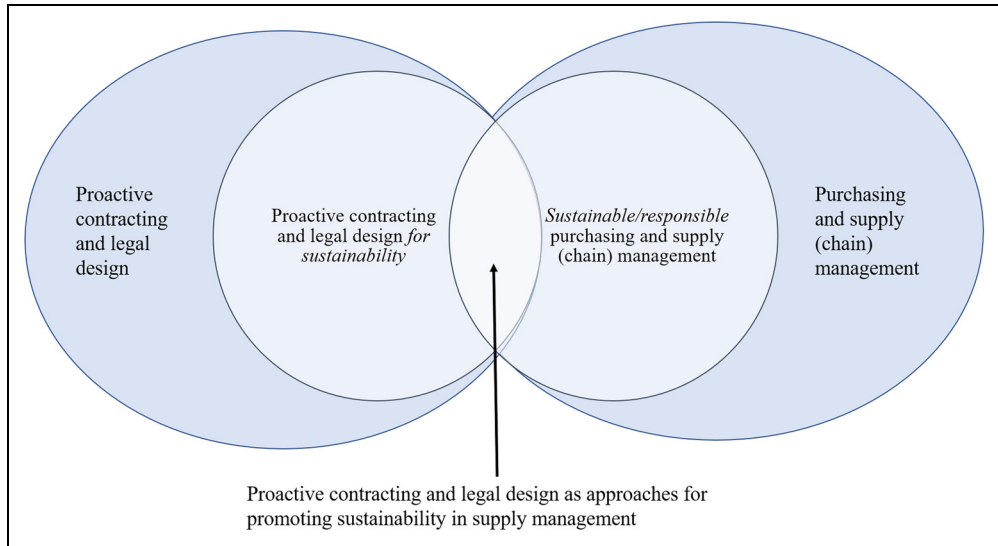 Proactive
contracting
and legal
design
Proactive contracting
and legal design for
sustainability
Sustainable/responsible
purchasing and supply
(chain) management
Purchasing
and supply
(chain)
management
Proactive contracting and legal design as approaches for
promoting sustainability in supply management